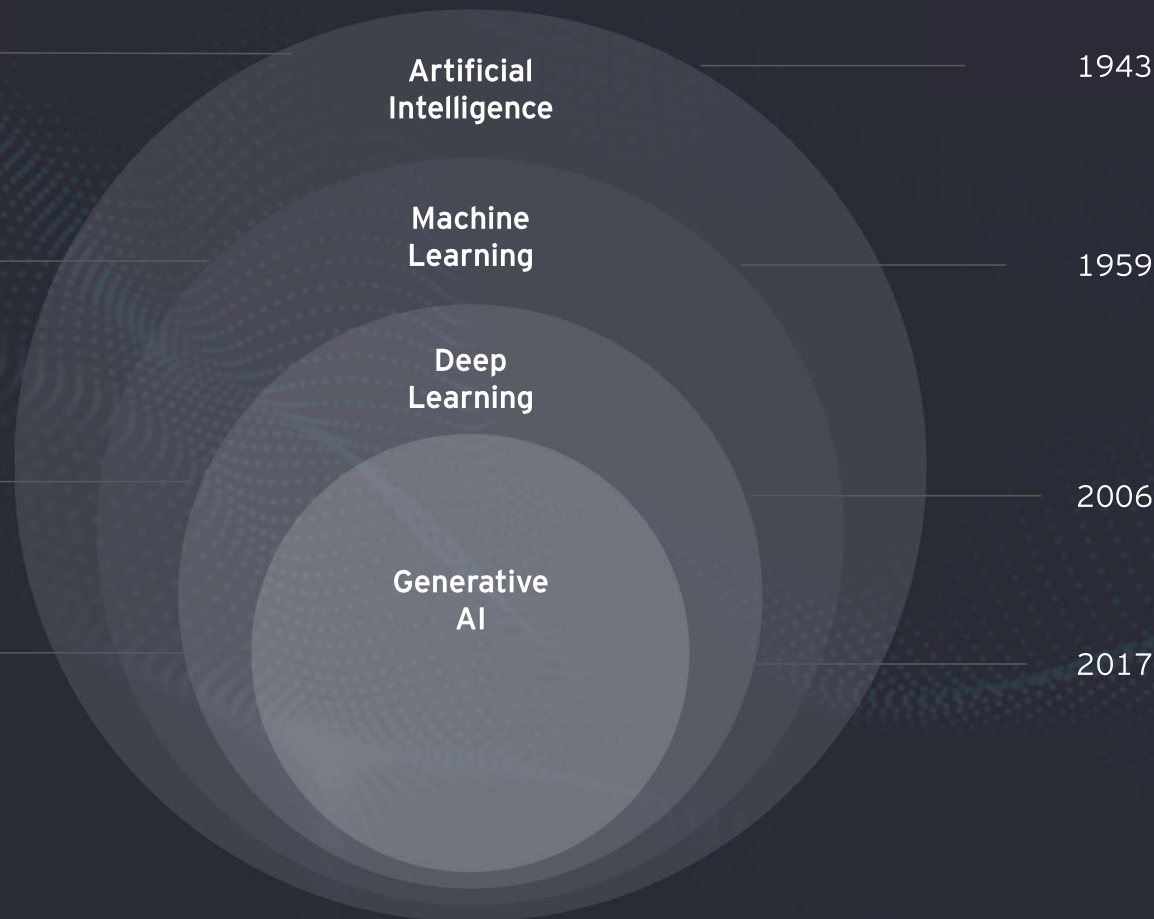 Artificial
Intelligence
1943
Machine
Learning
1959
Deep
Learning
2006
Generative
AI
2017